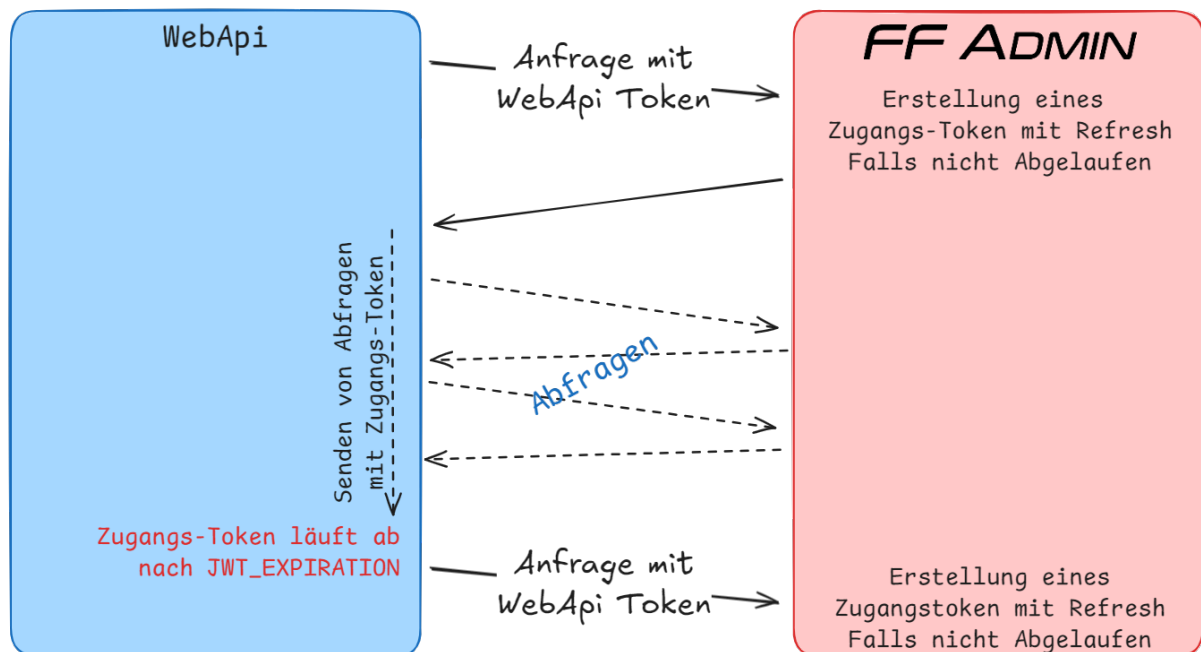 WebApi
FF ADMIN
Anfrage mit
WebApi Token
Erstellung eines
Zugangs-Token mit Refresh
Falls nicht Abgelaufen
Senden von Abfragen
mit Zugangs-Token
Abfragen
Zugangs-Token läuft ab
nach JWT_EXPIRATION
Anfrage mit
WebApi Token
Erstellung eines
Zugangstoken mit Refresh
Falls nicht Abgelaufen